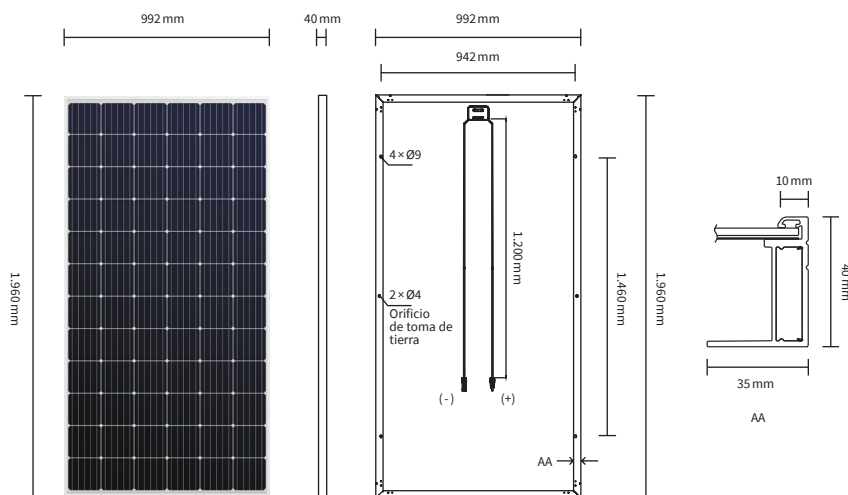 992 mm
40 mm
992 mm
942 mm
1.960 mm
4 × Ø9
2 × Ø4
Orificio
de toma de
tierra
1.200 mm
(-)
(+)
AA
1.460 mm
1.960 mm
10 mm
40 mm
35 mm
AA